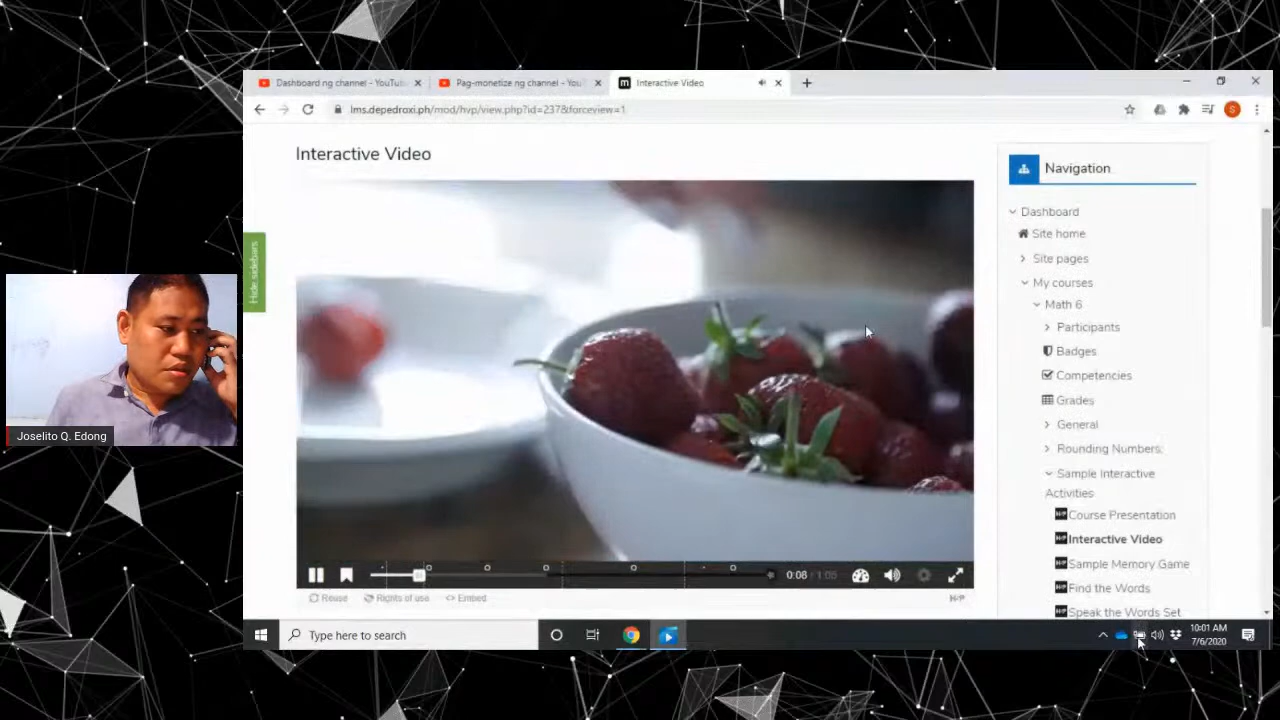 Dashboard ng channel - YouTu
Pag-monetize ng channel - You
Interactive Video
lms.depedroxi.ph/mod/hvp/view.php?id=237&forceview=1
S
Interactive Video
Navigation
Dashboard
Site home
Site pages
My courses
Math 6
Participants
Badges
Competencies
Grades
General
Rounding Numbers:
Sample Interactive
Activities
H-P Course Presentation
H-P Interactive Video
H-P Sample Memory Game
H-P Find the Words
H-P Speak the Words Set
Hide sidebars
Joselito Q. Edong
0:08 / 1:05
Reuse
Rights of use
<> Embed
H-P
Type here to search
10:01 AM
7/6/2020